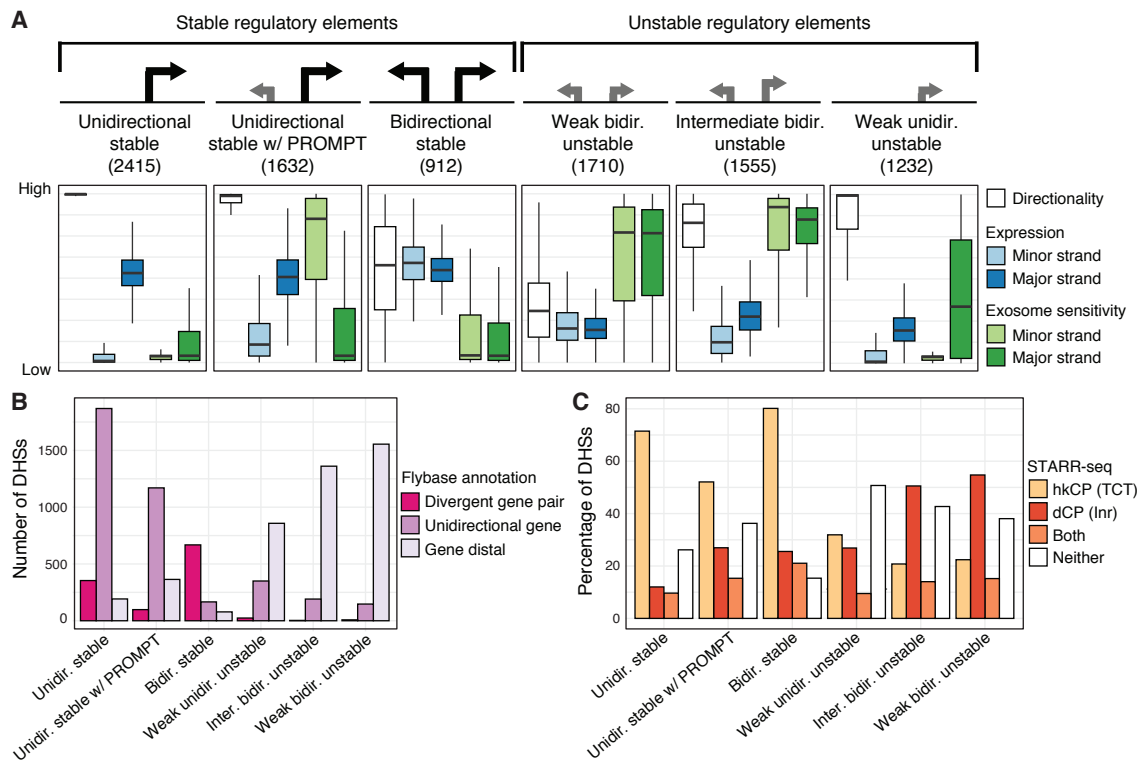 A
Stable regulatory elements
Unstable regulatory elements
Unidirectional
stable
(2415)
Unidirectional
stable w/ PROMPT
(1632)
Bidirectional
stable
(912)
Weak bidir.
unstable
(1710)
Intermediate bidir.
unstable
(1555)
Weak unidir.
unstable
(1232)
High
Low
Directionality
Expression
Minor strand
Major strand
Exosome sensitivity
Minor strand
Major strand
B
Number of DHSs
1500
1000
500
0
Unidir. stable
Unidir. stable w/ PROMPT
Bidir. stable
Weak unidir. unstable
Inter. bidir. unstable
Weak bidir. unstable
Flybase annotation
Divergent gene pair
Unidirectional gene
Gene distal
C
Percentage of DHSs
80
60
40
20
0
Unidir. stable
Unidir. stable w/ PROMPT
Bidir. stable
Weak unidir. unstable
Inter. bidir. unstable
Weak bidir. unstable
STARR-seq
hkCP (TCT)
dCP (Inr)
Both
Neither